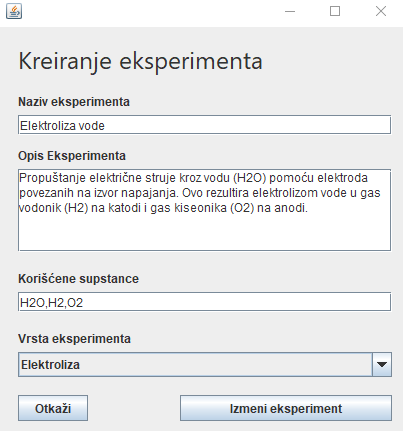 Kreiranje eksperimenta
Naziv eksperimenta
Elektroliza vode
Opis Eksperimenta
Propuštanje električne struje kroz vodu (H2O) pomoću elektroda
povezanih na izvor napajanja. Ovo rezultira elektrolizom vode u gas
vodonik (H2) na katodi i gas kiseonika (O2) na anodi.
Korišćene supstance
H2O,H2,O2
Vrsta eksperimenta
Elektroliza
Otkaži
Izmeni eksperiment